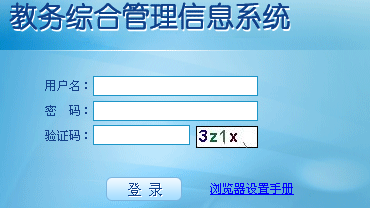 教务综合管理信息系统
用户名：
密　码：
验证码： 3z1x
登 录 浏览器设置手册